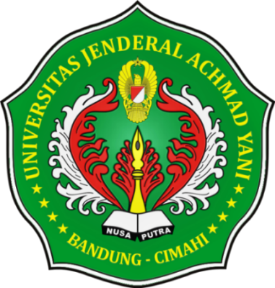 UNIVERSITAS JENDERAL ACHMAD YANI
NUSA PUTRA
BANDUNG - CIMAHI